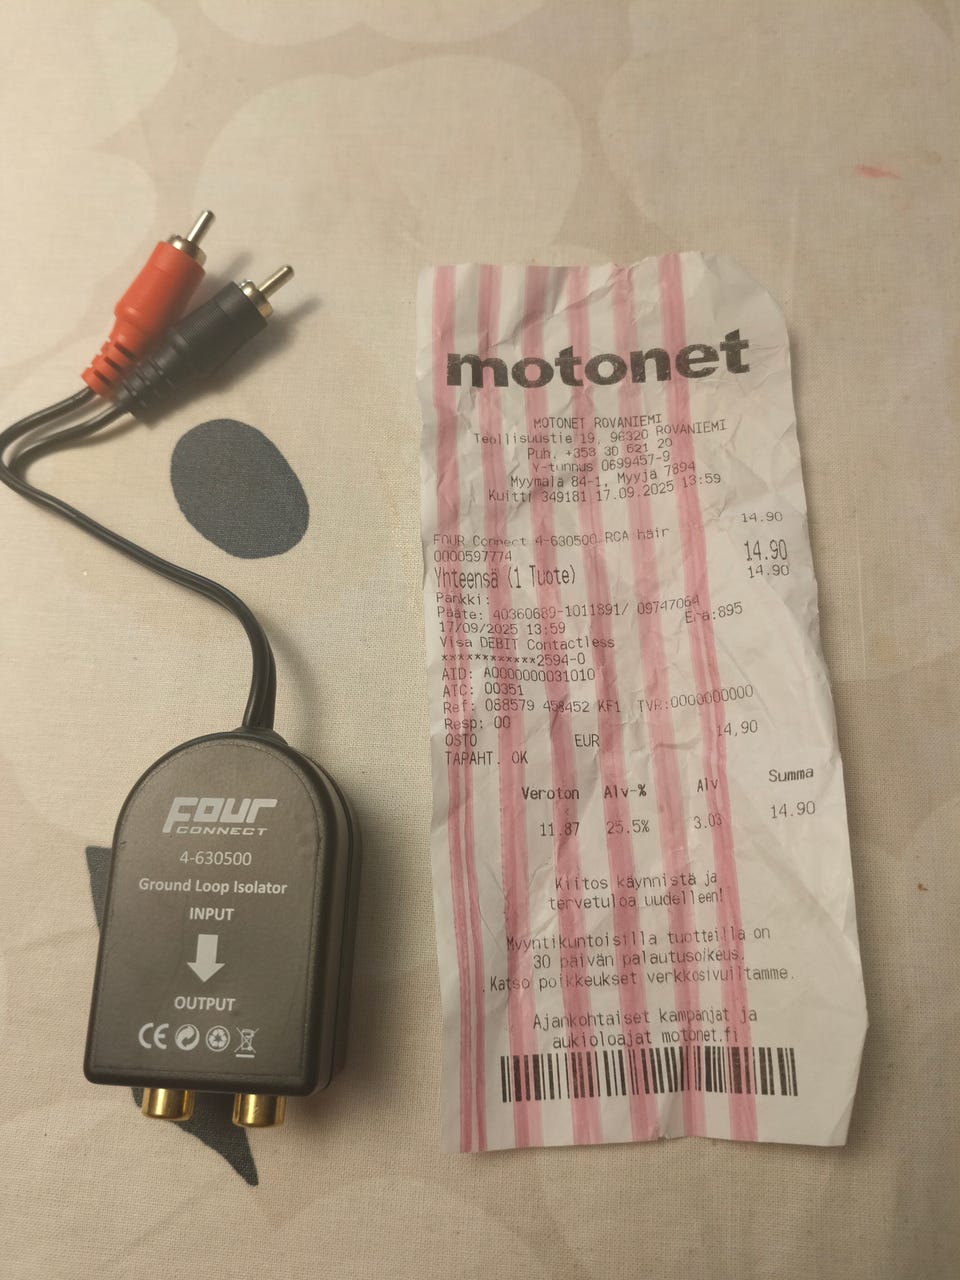 FOUR
CONNECT
4-630500
Ground Loop Isolator
INPUT
OUTPUT
CE
motonet
MOTONET ROVANIEMI
Teollisuustie 19, 96320 ROVANIEMI
Puh. +358 30 621 20
Y-tunnus 0699457-9
Myymälä 84-1, Myyjä 7894
Kuitti 349181 17.09.2025 13:59
FOUR Connect 4-630500 RCA häir 14.90
0000597774
Yhteensä (1 Tuote) 14.90
Pankki: 14.90
Pääte: 40360689-1011891/ 09747064
17/09/2025 13:59 Erä:895
Visa DEBIT Contactless
************2594-0
AID: A0000000031010
ATC: 00351
Ref: 088579 458452 KF1 TVR:0000000000
Resp: 00
OSTO EUR 14,90
TAPAHT. OK
Veroton Alv-% Alv Summa
11.87 25.5% 3.03 14.90
Kiitos käynnistä ja
tervetuloa uudelleen!
Myyntikuntoisilla tuotteilla on
30 päivän palautusoikeus.
Katso poikkeukset verkkosivuiltamme.
Ajankohtaiset kampanjat ja
aukioloajat motonet.fi